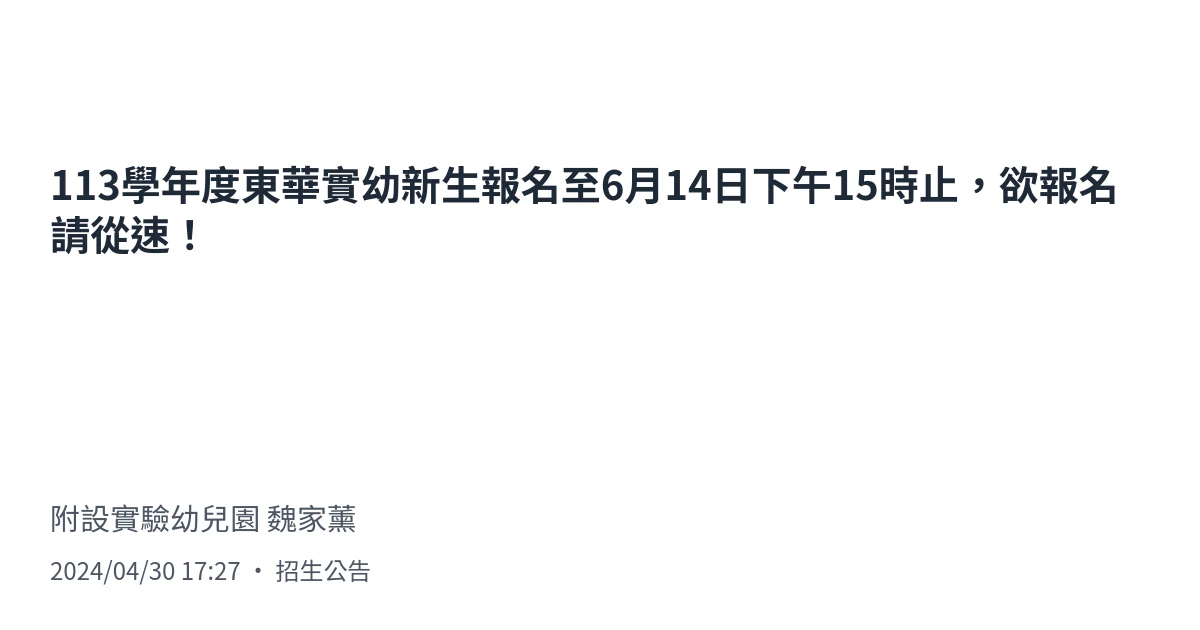 113學年度東華實幼新生報名至6月14日下午15時止，欲報名
請從速！
附設實驗幼兒園 魏家薰
2024/04/30 17:27 • 招生公告